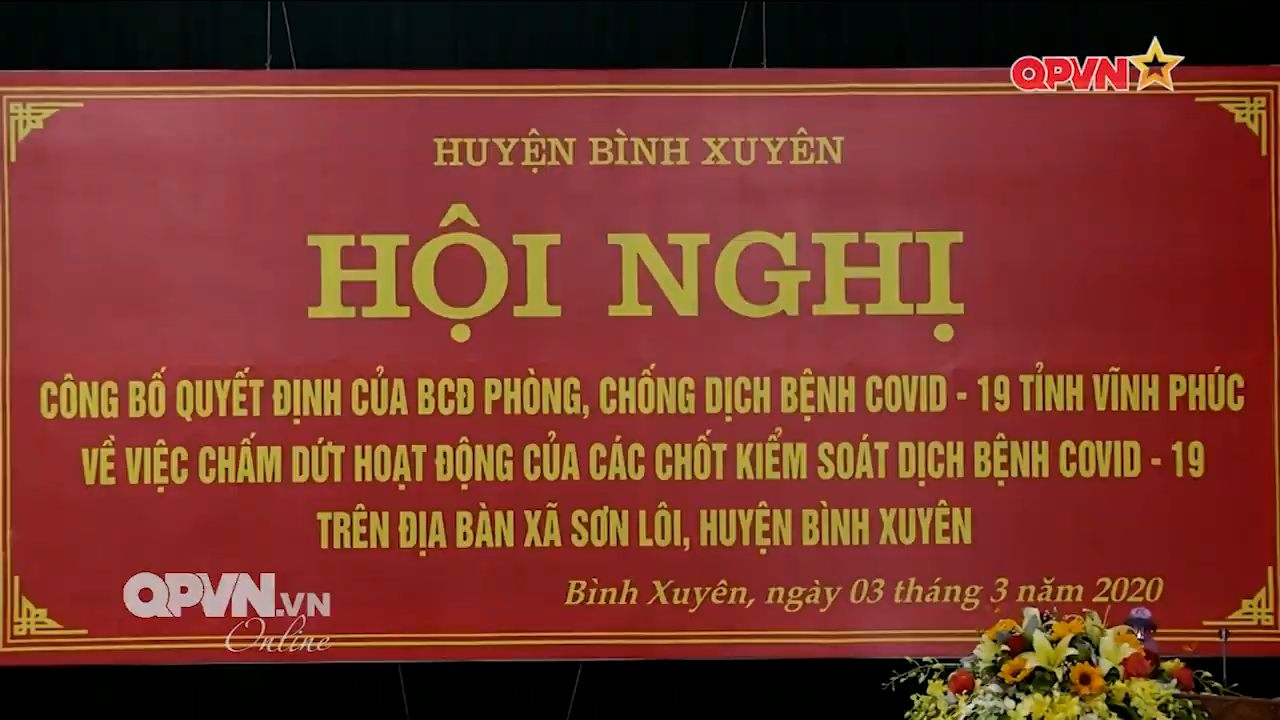 QPVN
HUYỆN BÌNH XUYÊN
HỘI NGHỊ
CÔNG BỐ QUYẾT ĐỊNH CỦA BCĐ PHÒNG, CHỐNG DỊCH BỆNH COVID - 19 TỈNH VĨNH PHÚC
VỀ VIỆC CHẤM DỨT HOẠT ĐỘNG CỦA CÁC CHỐT KIỂM SOÁT DỊCH BỆNH COVID - 19
TRÊN ĐỊA BÀN XÃ SƠN LÔI, HUYỆN BÌNH XUYÊN
Bình Xuyên, ngày 03 tháng 3 năm 2020
QPVN.VN
Online